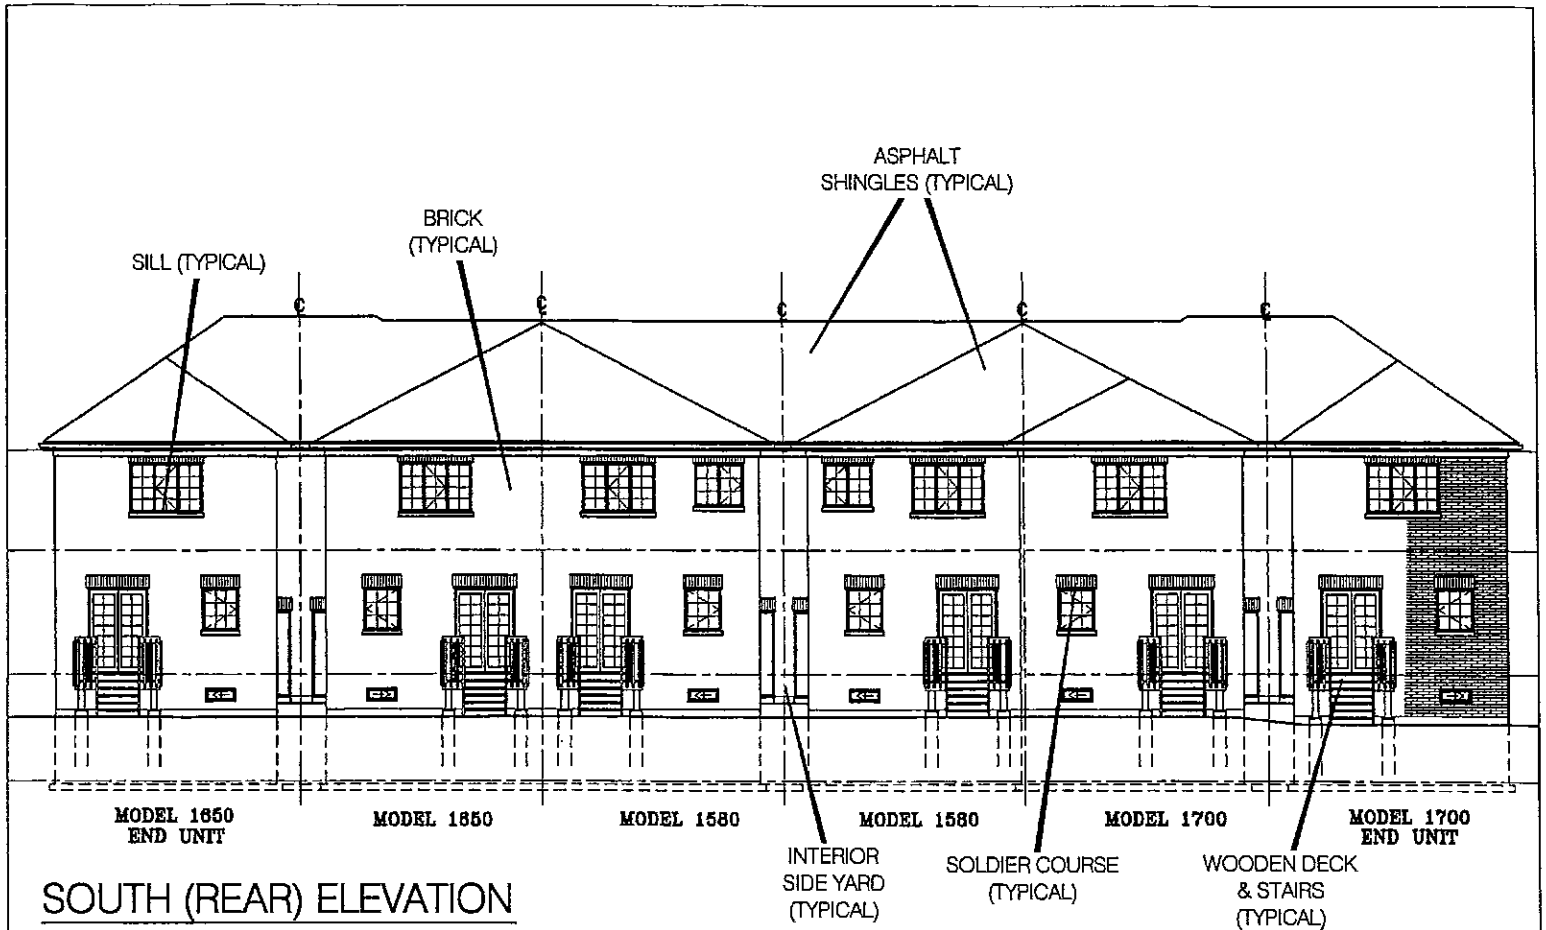 ASPHALT
SHINGLES (TYPICAL)
BRICK
(TYPICAL)
SILL (TYPICAL)
℄ ℄ ℄ ℄ ℄
MODEL 1650
END UNIT
MODEL 1650
MODEL 1580
MODEL 1580
MODEL 1700
MODEL 1700
END UNIT
INTERIOR
SIDE YARD
(TYPICAL)
SOLDIER COURSE
(TYPICAL)
WOODEN DECK
& STAIRS
(TYPICAL)
SOUTH (REAR) ELEVATION